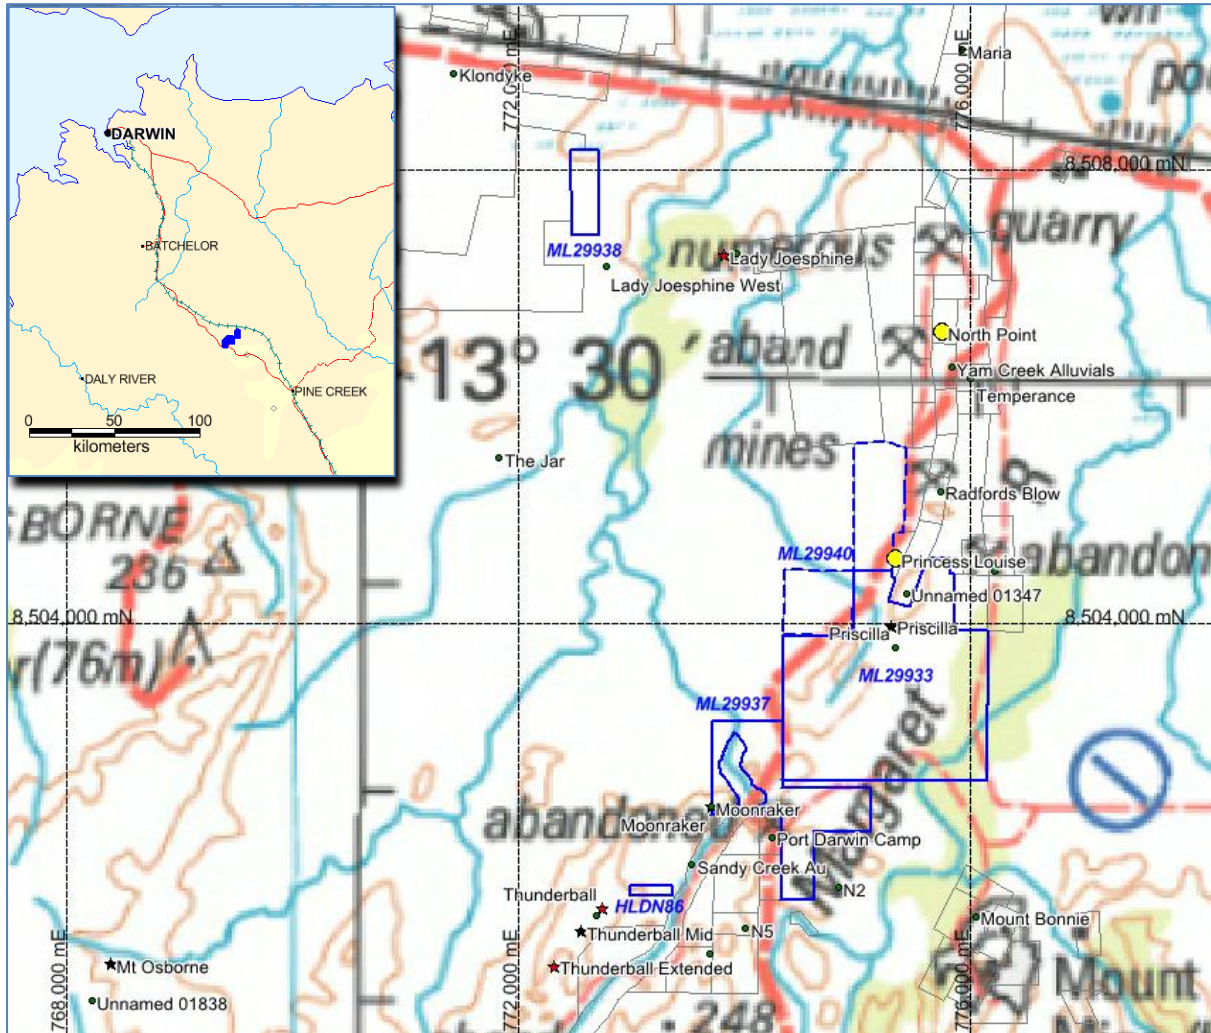 DARWIN
BATCHELOR
DALY RIVER
PINE CREEK
0 50 100
kilometers
Klondyke
772,000 mE
776,000 mE
Maria
8,508,000 mN
ML29938
Lady Joesphine West
numerous
Lady Joesphine
quarry
13° 30 ′
aband
North Point
Yam Creek Alluvials
Temperance
mines
The Jar
Radfords Blow
236
ML29940
Princess Louise
abandon
Unnamed 01347
8,504,000 mN
8,504,000 mN
r(76m)
Priscilla
Priscilla
ML29933
ML29937
Margaret
abandoned
Moonraker
Moonraker
Port Darwin Camp
Sandy Creek Au
Thunderball
HLDN86
N2
Thunderball Mid
N5
Mount Bonnie
Mt Osborne
Thunderball Extended
Mount
Unnamed 01838
248
768,000 mE
772,000 mE
776,000 mE